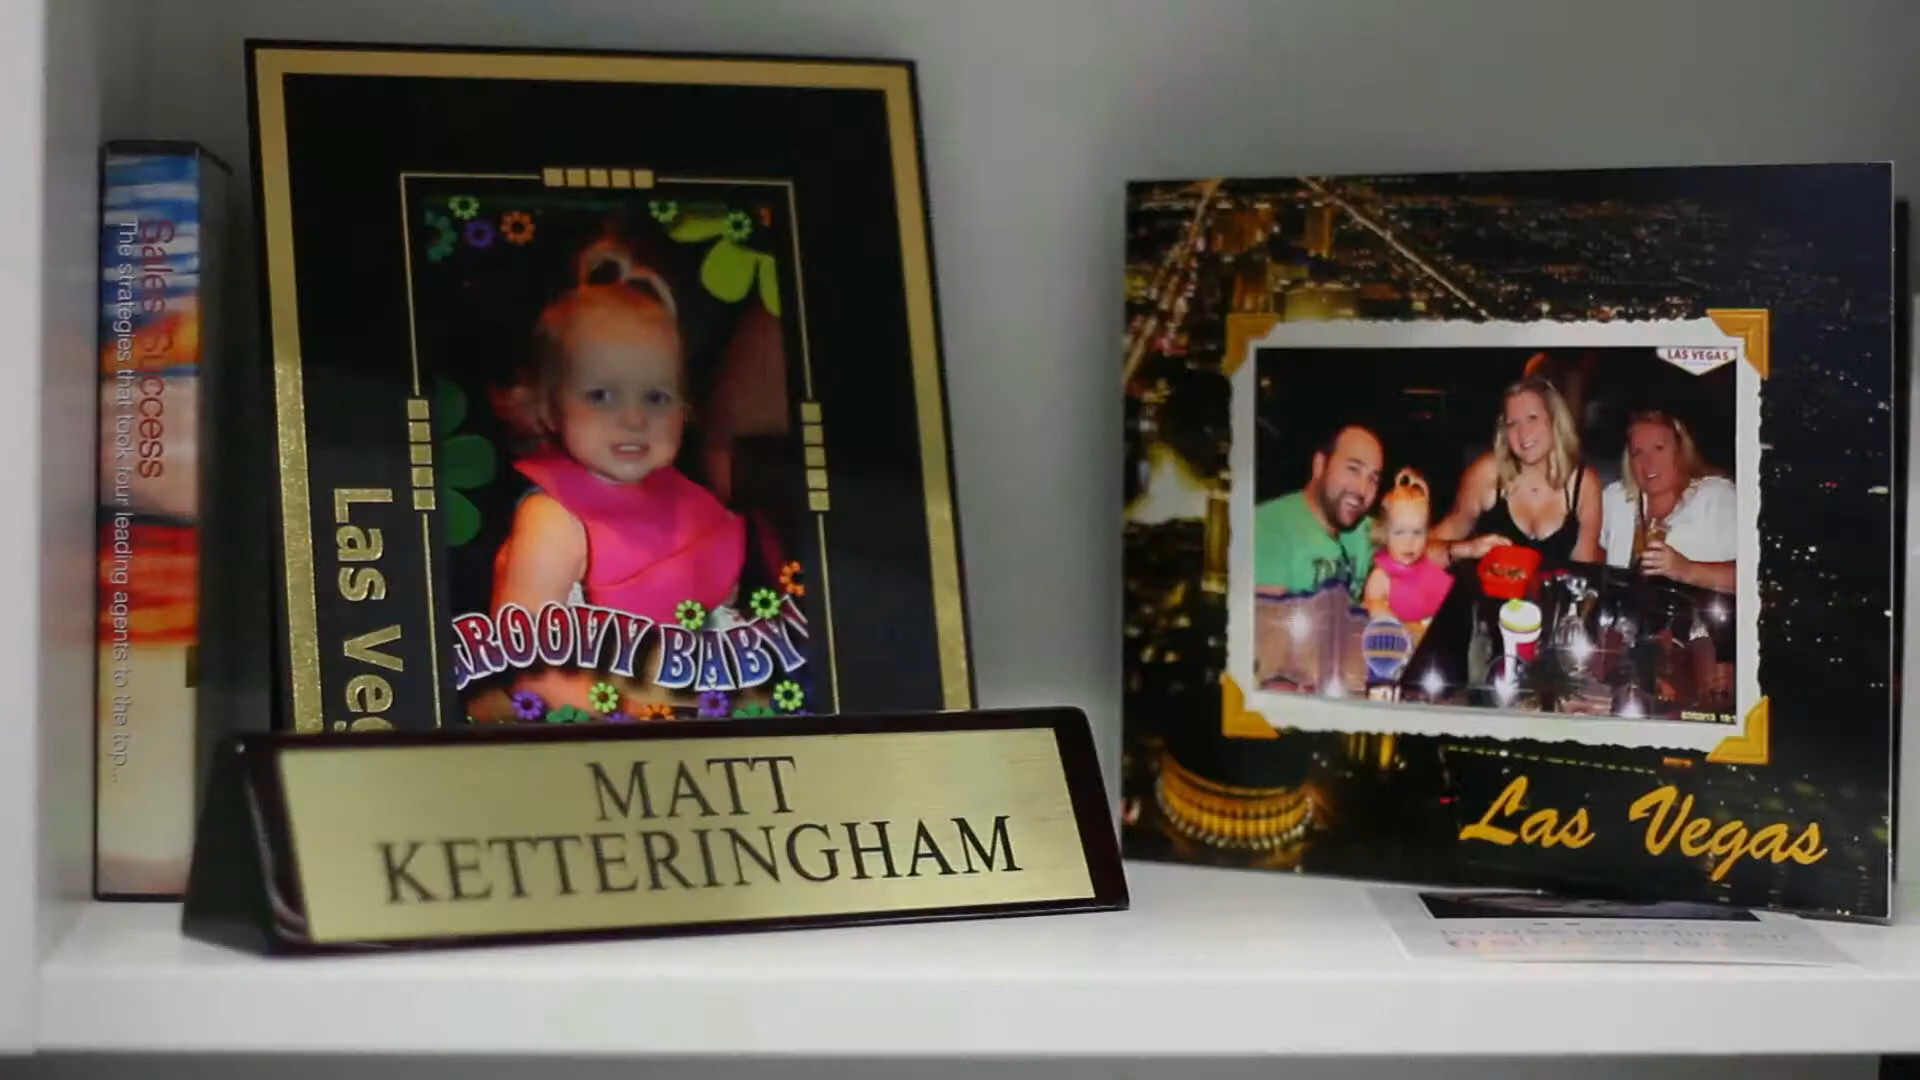 Sales Success
The strategies that took four leading agents to the top...
Las Ve
GROOVY BABY!
MATT
KETTERINGHAM
LAS VEGAS
Las Vegas